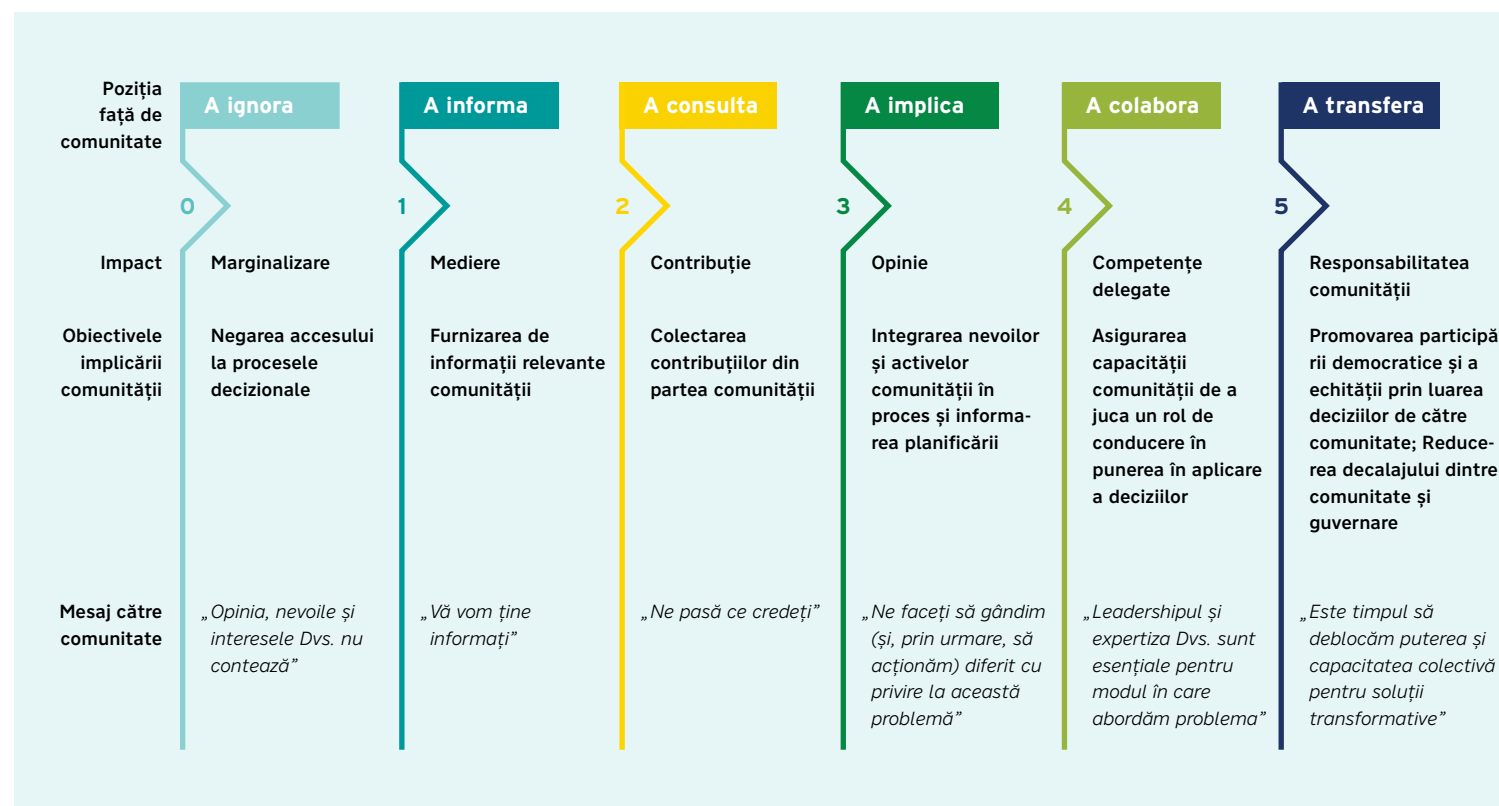 Poziția
față de
comunitate
A ignora
A informa
A consulta
A implica
A colabora
A transfera
0
1
2
3
4
5
Impact
Marginalizare
Mediere
Contribuție
Opinie
Competențe
delegate
Responsabilitatea
comunității
Obiectivele
implicării
comunității
Negarea accesului
la procesele
decizionale
Furnizarea de
informații relevante
comunității
Colectarea
contribuțiilor din
partea comunității
Integrarea nevoilor
și activelor
comunității în
proces și informa-
rea planificării
Asigurarea
capacității
comunității de a
juca un rol de
conducere în
punerea în aplicare
a deciziilor
Promovarea participă
rii democratice și a
echității prin luarea
deciziilor de către
comunitate; Reduce-
rea decalajului dintre
comunitate și
guvernare
Mesaj către
comunitate
„Opinia, nevoile și
interesele Dvs. nu
contează”
„Vă vom ține
informați”
„Ne pasă ce credeți”
„Ne faceți să gândim
(și, prin urmare, să
acționăm) diferit cu
privire la această
problemă”
„Leadershipul și
expertiza Dvs. sunt
esențiale pentru
modul în care
abordăm problema”
„Este timpul să
deblocăm puterea și
capacitatea colectivă
pentru soluții
transformative”